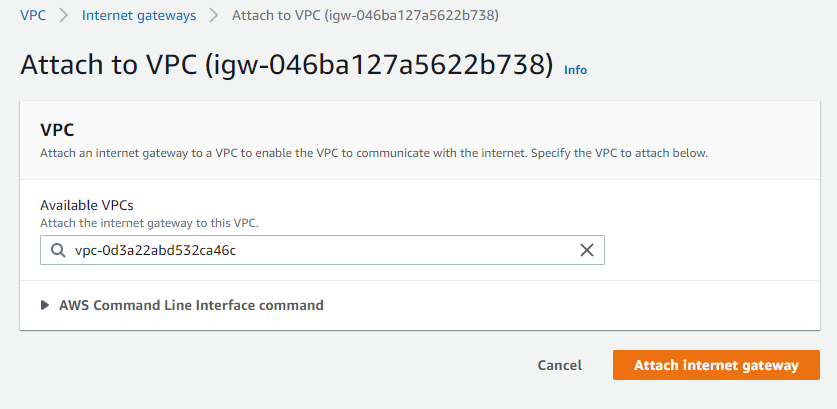 VPC > Internet gateways > Attach to VPC (igw-046ba127a5622b738)
Attach to VPC (igw-046ba127a5622b738) Info
VPC
Attach an internet gateway to a VPC to enable the VPC to communicate with the internet. Specify the VPC to attach below.
Available VPCs
Attach the internet gateway to this VPC.
vpc-0d3a22abd532ca46c
AWS Command Line Interface command
Cancel Attach internet gateway